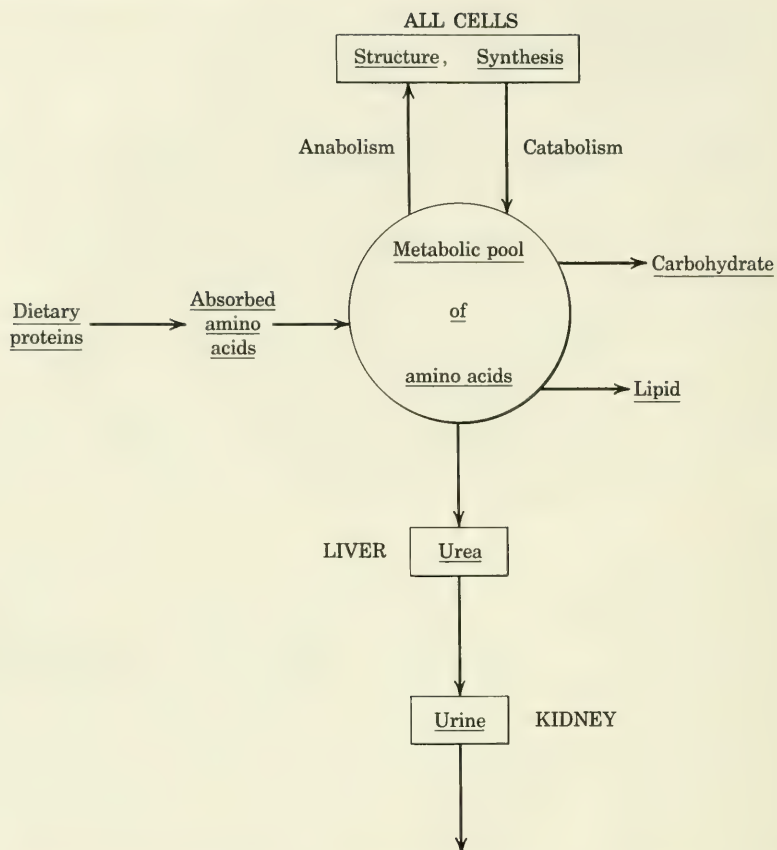 ALL CELLS
Structure, Synthesis
Anabolism
Catabolism
Metabolic pool
of
amino acids
Carbohydrate
Lipid
Dietary
proteins
Absorbed
amino
acids
LIVER
Urea
Urine
KIDNEY